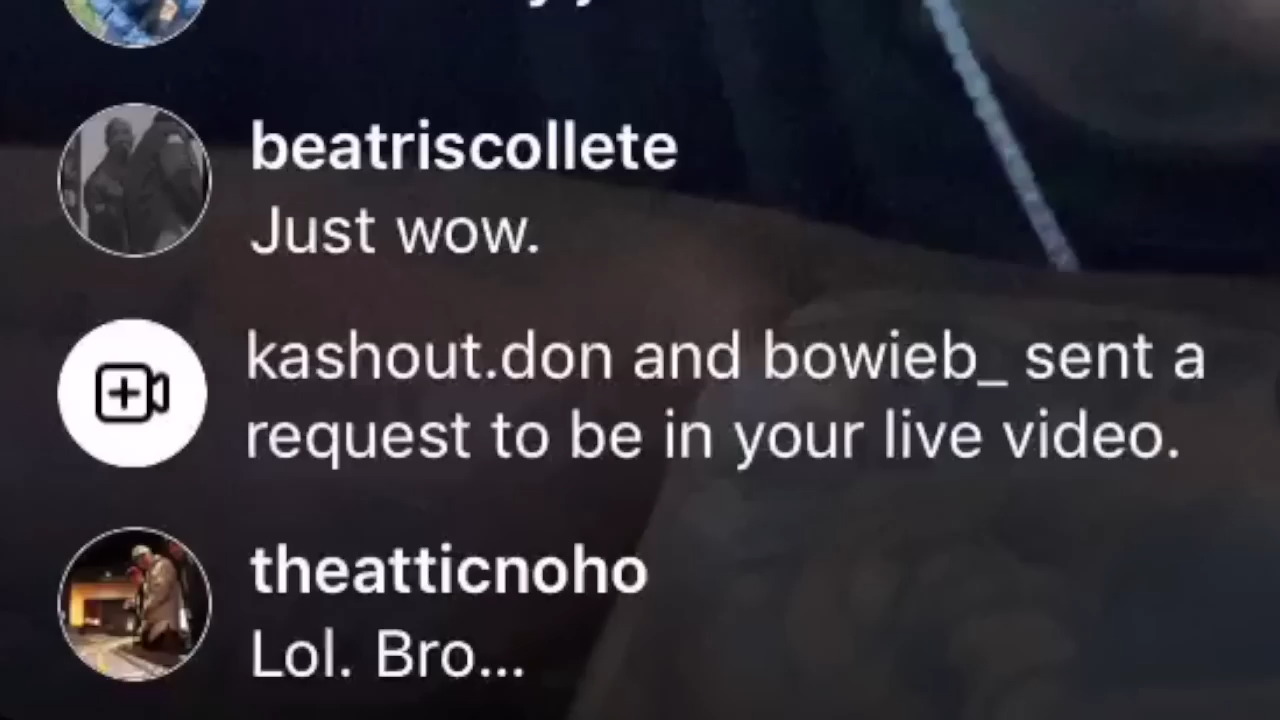 beatriscollete
Just wow.
kashout.don and bowieb_ sent a
request to be in your live video.
theatticnoho
Lol. Bro...